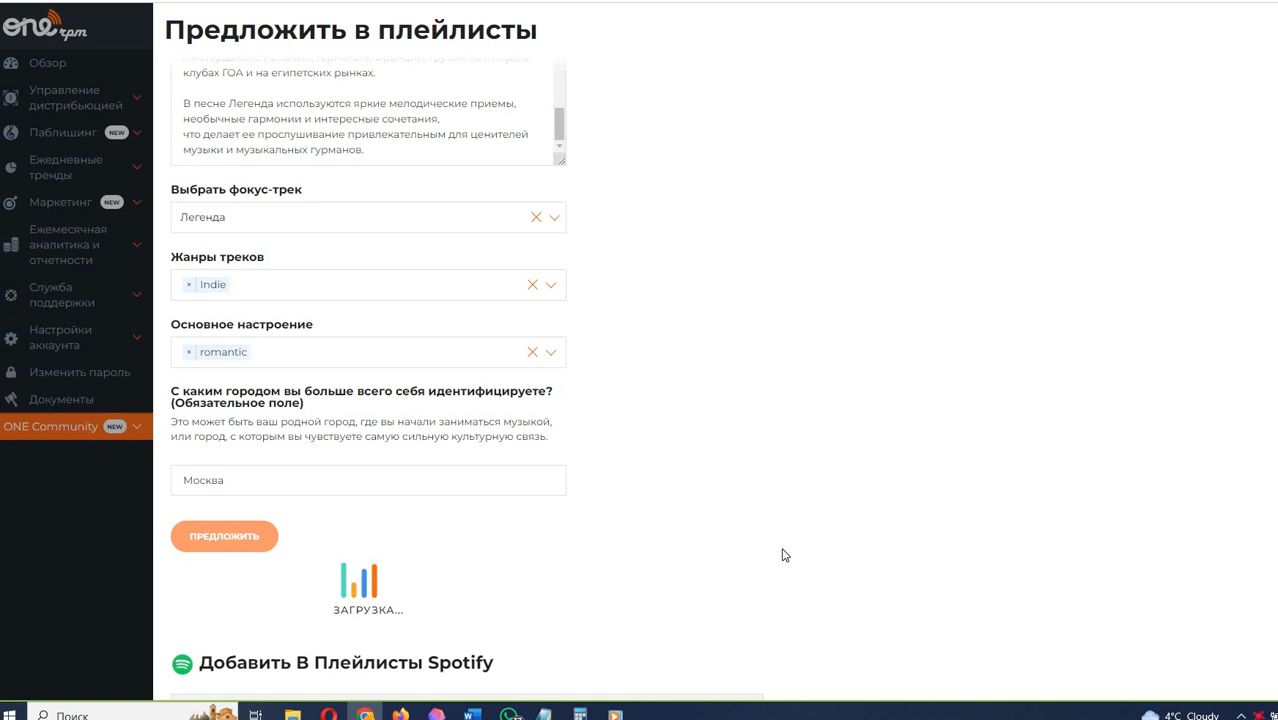 ONE rpm
Предложить в плейлисты
Обзор
Управление
дистрибьюцией
Паблишинг NEW
Ежедневные
тренды
Маркетинг NEW
Ежемесячная
аналитика и
отчетности
Служба
поддержки
Настройки
аккаунта
Изменить пароль
Документы
ONE Community NEW
клубах ГОА и на египетских рынках.
В песне Легенда используются яркие мелодические приемы,
необычные гармонии и интересные сочетания,
что делает ее прослушивание привлекательным для ценителей
музыки и музыкальных гурманов.
Выбрать фокус-трек
Легенда
Жанры треков
× Indie
Основное настроение
× romantic
С каким городом вы больше всего себя идентифицируете?
(Обязательное поле)
Это может быть ваш родной город, где вы начали заниматься музыкой,
или город, с которым вы чувствуете самую сильную культурную связь.
Москва
ПРЕДЛОЖИТЬ
ЗАГРУЗКА...
Добавить В Плейлисты Spotify
Поиск
4°C Cloudy